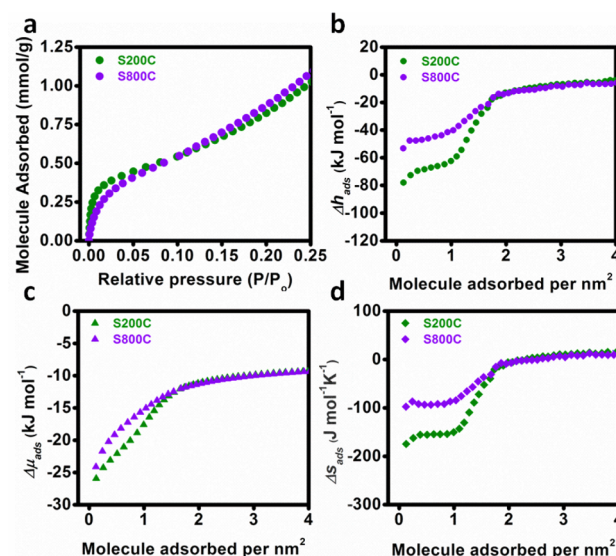 a
S200C
S800C
1.25
1.00
0.75
0.50
0.25
0.00
Molecule Adsorbed (mmol/g)
0.00 0.05 0.10 0.15 0.20 0.25
Relative pressure (P/Pₒ)
b
S200C
S800C
20
0
-20
-40
-60
-80
-100
-120
Δh_ads (kJ mol⁻¹)
0 1 2 3 4
Molecule adsorbed per nm²
c
S200C
S800C
0
-5
-10
-15
-20
-25
-30
Δμ_ads (kJ mol⁻¹)
0 1 2 3 4
Molecule adsorbed per nm²
d
S200C
S800C
100
0
-100
-200
-300
Δs_ads (J mol⁻¹K⁻¹)
0 1 2 3 4
Molecule adsorbed per nm²